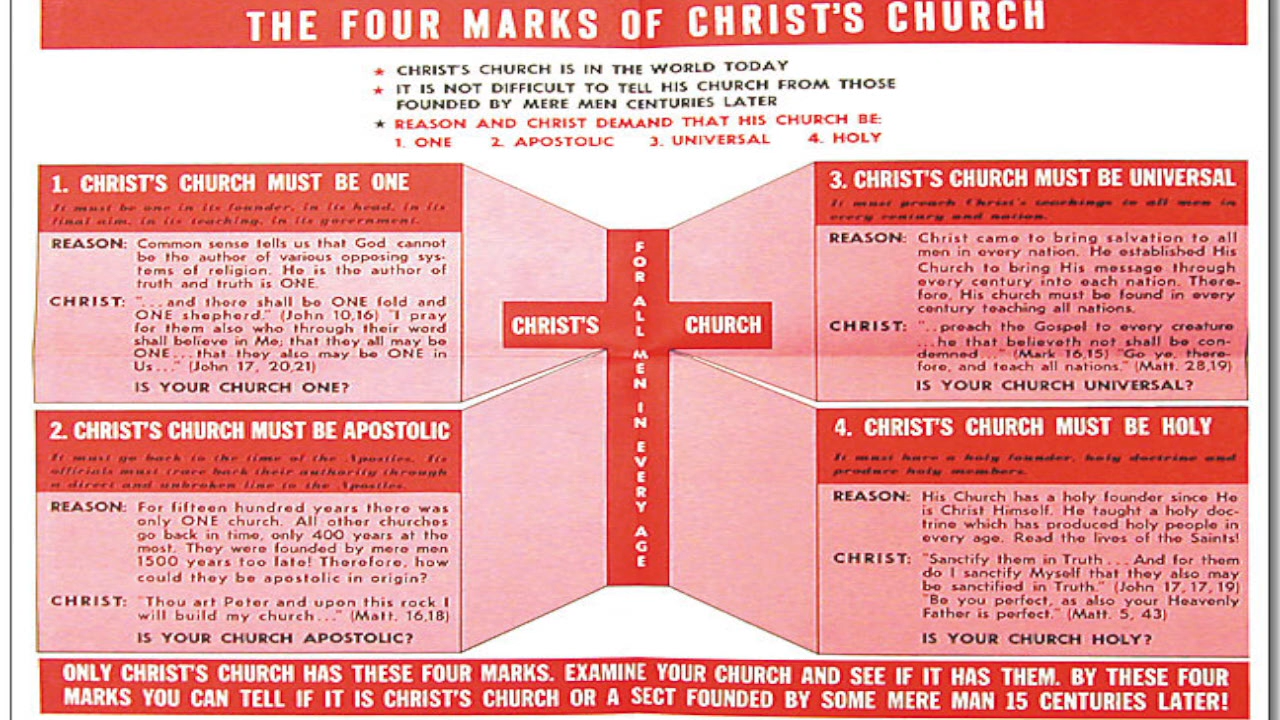 THE FOUR MARKS OF CHRIST'S CHURCH
★ CHRIST'S CHURCH IS IN THE WORLD TODAY
★ IT IS NOT DIFFICULT TO TELL HIS CHURCH FROM THOSE
FOUNDED BY MERE MEN CENTURIES LATER
★ REASON AND CHRIST DEMAND THAT HIS CHURCH BE:
1. ONE 2. APOSTOLIC 3. UNIVERSAL 4. HOLY
1. CHRIST'S CHURCH MUST BE ONE
It must be one in its founder, in its head, in its
final aim, in its teaching, in its government.
REASON: Common sense tells us that God cannot
be the author of various opposing sys-
tems of religion. He is the author of
truth and truth is ONE.
CHRIST: "...and there shall be ONE fold and
ONE shepherd." (John 10,16) "I pray
for them also who through their word
shall believe in Me; that they all may be
ONE...that they also may be ONE in
Us..." (John 17, 20,21)
IS YOUR CHURCH ONE?
2. CHRIST'S CHURCH MUST BE APOSTOLIC
It must go back to the time of the Apostles. Its
officials must trace back their authority through
a direct and unbroken line to the Apostles.
REASON: For fifteen hundred years there was
only ONE church. All other churches
go back in time, only 400 years at the
most. They were founded by mere men
1500 years too late! Therefore, how
could they be apostolic in origin?
CHRIST: "Thou art Peter and upon this rock I
will build my church..." (Matt. 16,18)
IS YOUR CHURCH APOSTOLIC?
CHRIST'S CHURCH
FOR ALL MEN IN EVERY AGE
3. CHRIST'S CHURCH MUST BE UNIVERSAL
It must preach Christ's teachings to all men in
every century and nation.
REASON: Christ came to bring salvation to all
men in every nation. He established His
Church to bring His message through
every century into each nation. There-
fore, His church must be found in every
century teaching all nations.
CHRIST: "..preach the Gospel to every creature
...he that believeth not shall be con-
demned..." (Mark 16,15) "Go ye, there-
fore, and teach all nations." (Matt. 28,19)
IS YOUR CHURCH UNIVERSAL?
4. CHRIST'S CHURCH MUST BE HOLY
It must have a holy founder, holy doctrine and
produce holy members.
REASON: His Church has a holy founder since He
is Christ Himself. He taught a holy doc-
trine which has produced holy people in
every age. Read the lives of the Saints!
CHRIST: "Sanctify them in Truth... And for them
do I sanctify Myself that they also may
be sanctified in Truth." (John 17, 17, 19)
"Be you perfect, as also your Heavenly
Father is perfect." (Matt. 5, 43)
IS YOUR CHURCH HOLY?
ONLY CHRIST'S CHURCH HAS THESE FOUR MARKS. EXAMINE YOUR CHURCH AND SEE IF IT HAS THEM. BY THESE FOUR
MARKS YOU CAN TELL IF IT IS CHRIST'S CHURCH OR A SECT FOUNDED BY SOME MERE MAN 15 CENTURIES LATER!